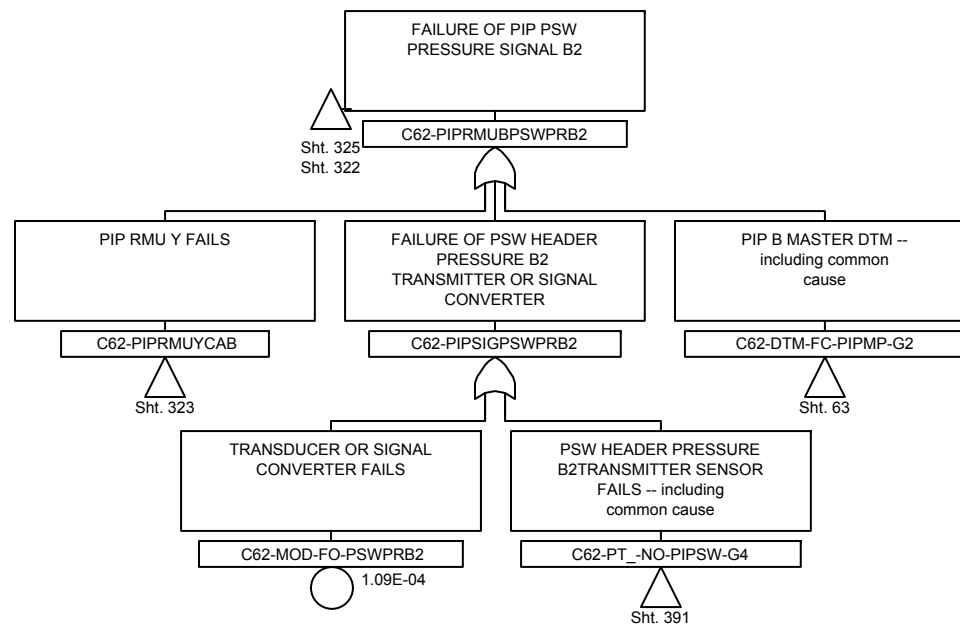 FAILURE OF PIP PSW
PRESSURE SIGNAL B2
Sht. 325
Sht. 322
C62-PIPRMUBPSWPRB2
PIP RMU Y FAILS
C62-PIPRMUYCAB
Sht. 323
FAILURE OF PSW HEADER
PRESSURE B2
TRANSMITTER OR SIGNAL
CONVERTER
C62-PIPSIGPSWPRB2
PIP B MASTER DTM --
including common
cause
C62-DTM-FC-PIPMP-G2
Sht. 63
TRANSDUCER OR SIGNAL
CONVERTER FAILS
C62-MOD-FO-PSWPRB2
1.09E-04
PSW HEADER PRESSURE
B2TRANSMITTER SENSOR
FAILS -- including
common cause
C62-PT_-NO-PIPSW-G4
Sht. 391